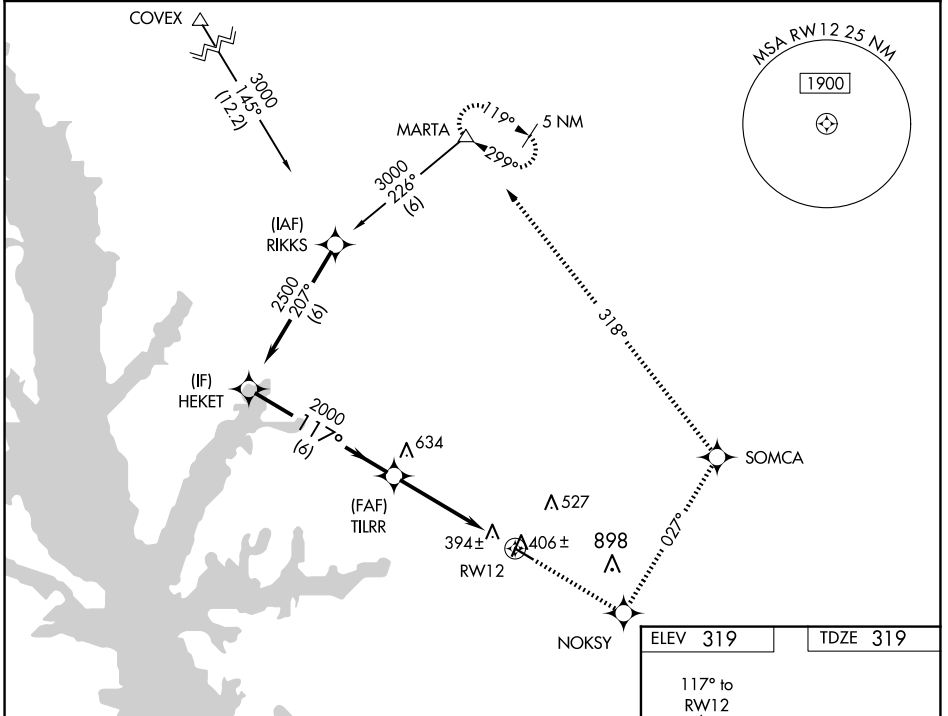 COVEX
3000
145°
(12.2)
MSA RW12 25 NM
1900
MARTA
119°
5 NM
299°
3000
226°
(6)
(IAF)
RIKKS
2500
207°
(6)
318°
(IF)
HEKET
2000
117°
(6)
634
SOMCA
(FAF)
TILRR
527
394±
406±
898
027°
RW12
NOKSY
ELEV 319
TDZE 319
117° to
RW12